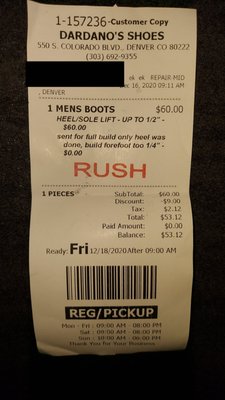 1-157236-Customer Copy
DARDANO'S SHOES
550 S. COLORADO BLVD., DENVER CO 80222
(303) 692-9355
ek ek REPAIR MID
16, 2020 09:11 AM
, DENVER
1 MENS BOOTS $60.00
HEEL/SOLE LIFT - UP TO 1/2" -
$60.00
sent for full build only heel was
done, build forefoot too 1/4" -
$0.00
RUSH
1 PIECES
SubTotal: $60.00
Discount: -$9.00
Tax: $2.12
Total: $53.12
Paid Amount: $0.00
Balance: $53.12
Ready: Fri 12/18/2020 After 09:00 AM
REG/PICKUP
Mon - Fri : 09:00 AM - 08:00 PM
Sat : 09:00 AM - 08:00 PM
Sun : 10:00 AM - 06:00 PM
Thank You for Your Business